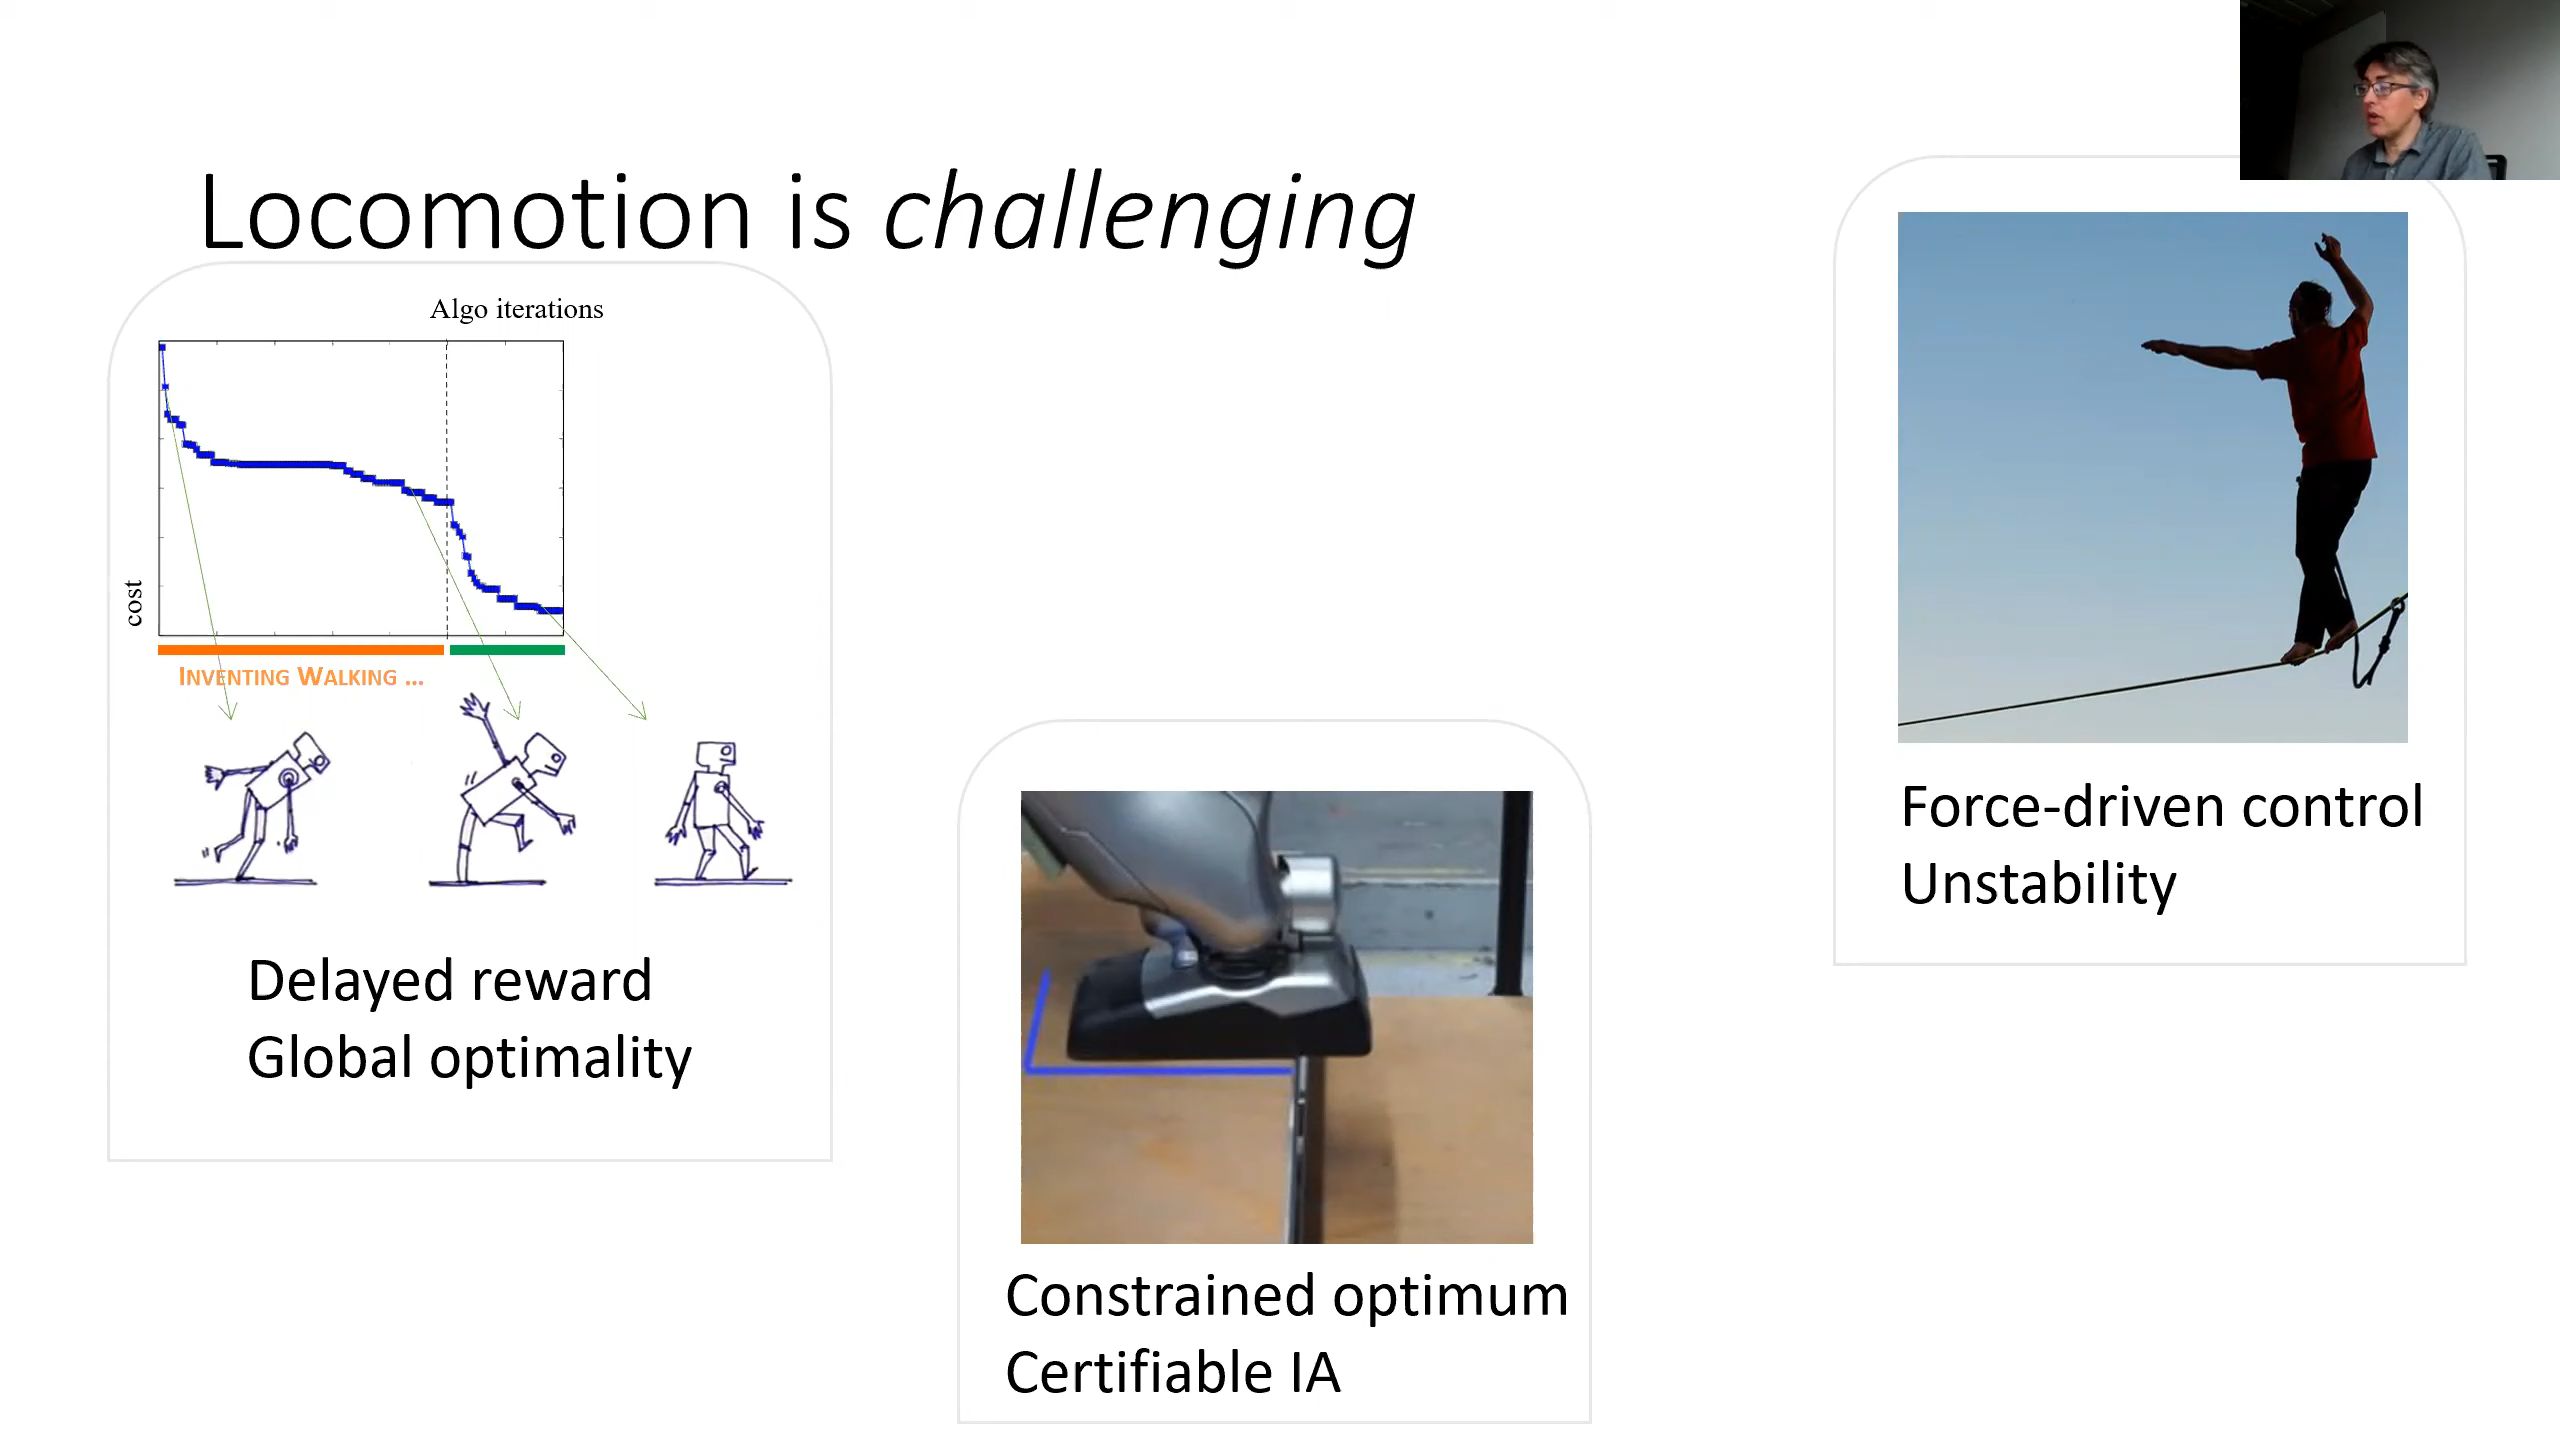 Locomotion is challenging
Algo iterations
cost
INVENTING WALKING ...
Delayed reward
Global optimality
Constrained optimum
Certifiable IA
Force-driven control
Unstability